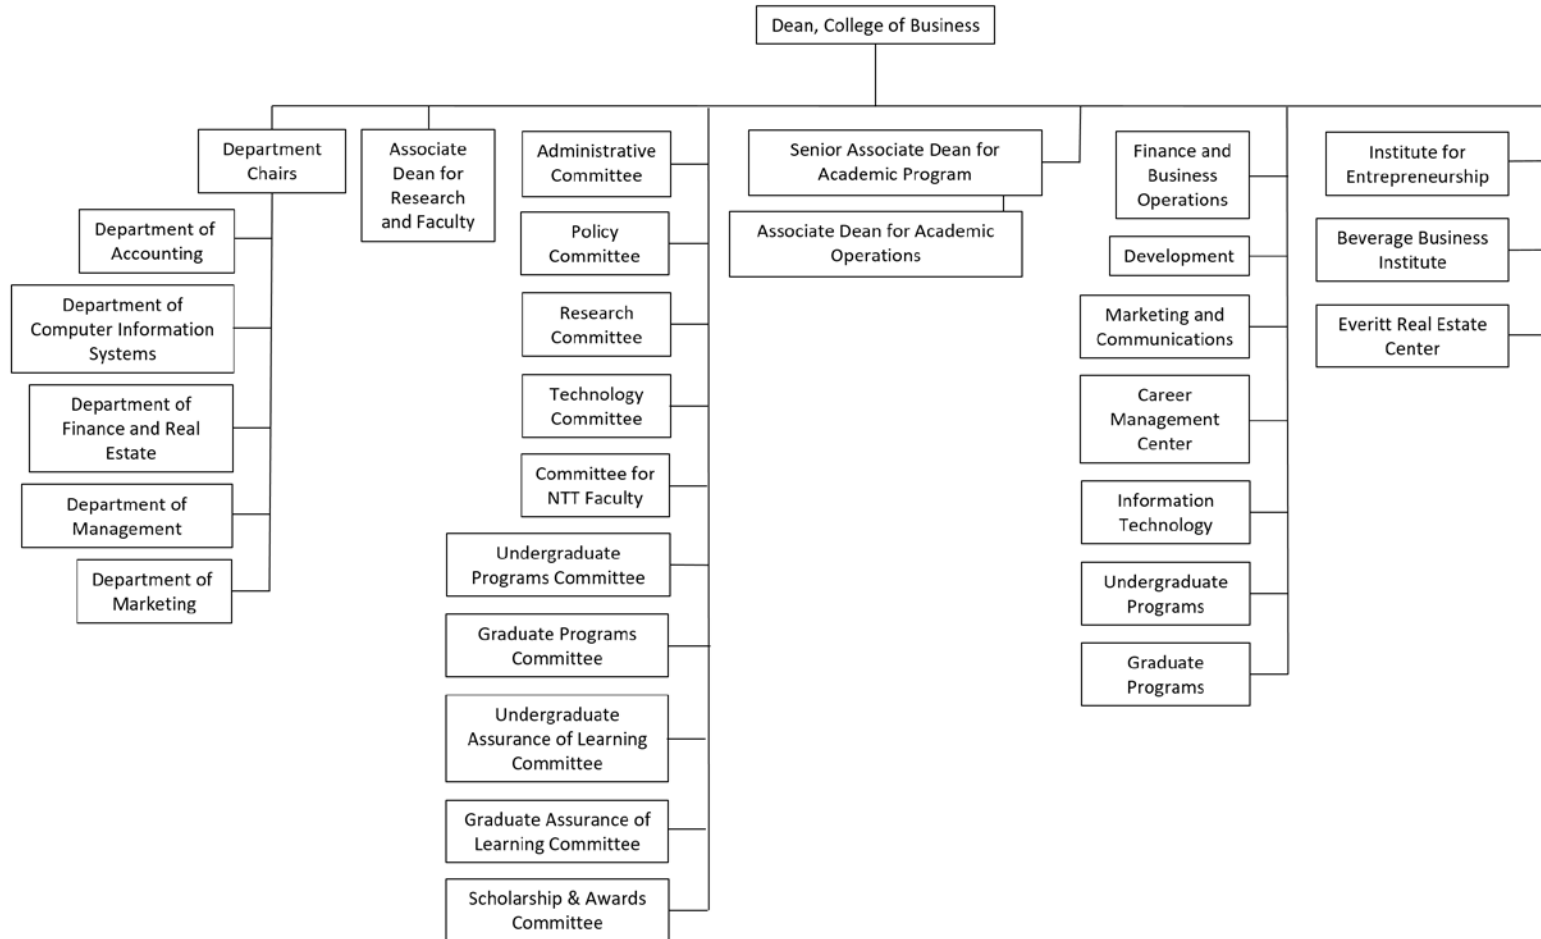 Dean, College of Business
Department
Chairs
Department of
Accounting
Department of
Computer Information
Systems
Department of
Finance and Real
Estate
Department of
Management
Department of
Marketing
Associate
Dean for
Research
and Faculty
Administrative
Committee
Policy
Committee
Research
Committee
Technology
Committee
Committee for
NTT Faculty
Undergraduate
Programs Committee
Graduate Programs
Committee
Undergraduate
Assurance of Learning
Committee
Graduate Assurance of
Learning Committee
Scholarship & Awards
Committee
Senior Associate Dean for
Academic Program
Associate Dean for Academic
Operations
Finance and
Business
Operations
Development
Marketing and
Communications
Career
Management
Center
Information
Technology
Undergraduate
Programs
Graduate
Programs
Institute for
Entrepreneurship
Beverage Business
Institute
Everitt Real Estate
Center